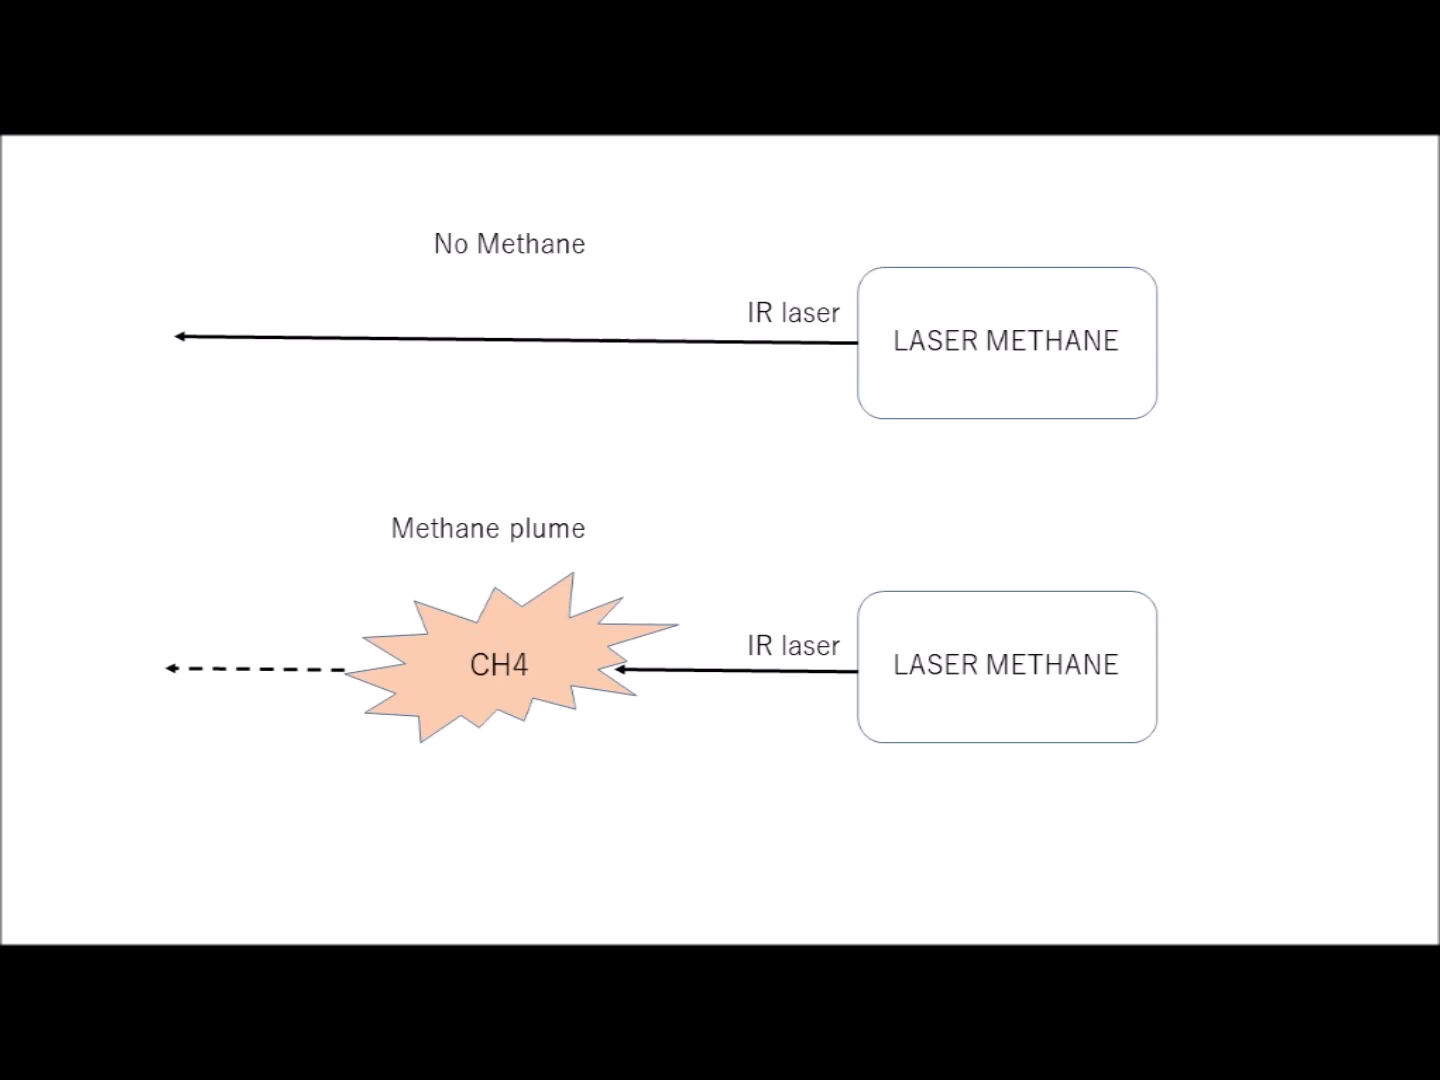 No Methane
IR laser
LASER METHANE
Methane plume
CH4
IR laser
LASER METHANE